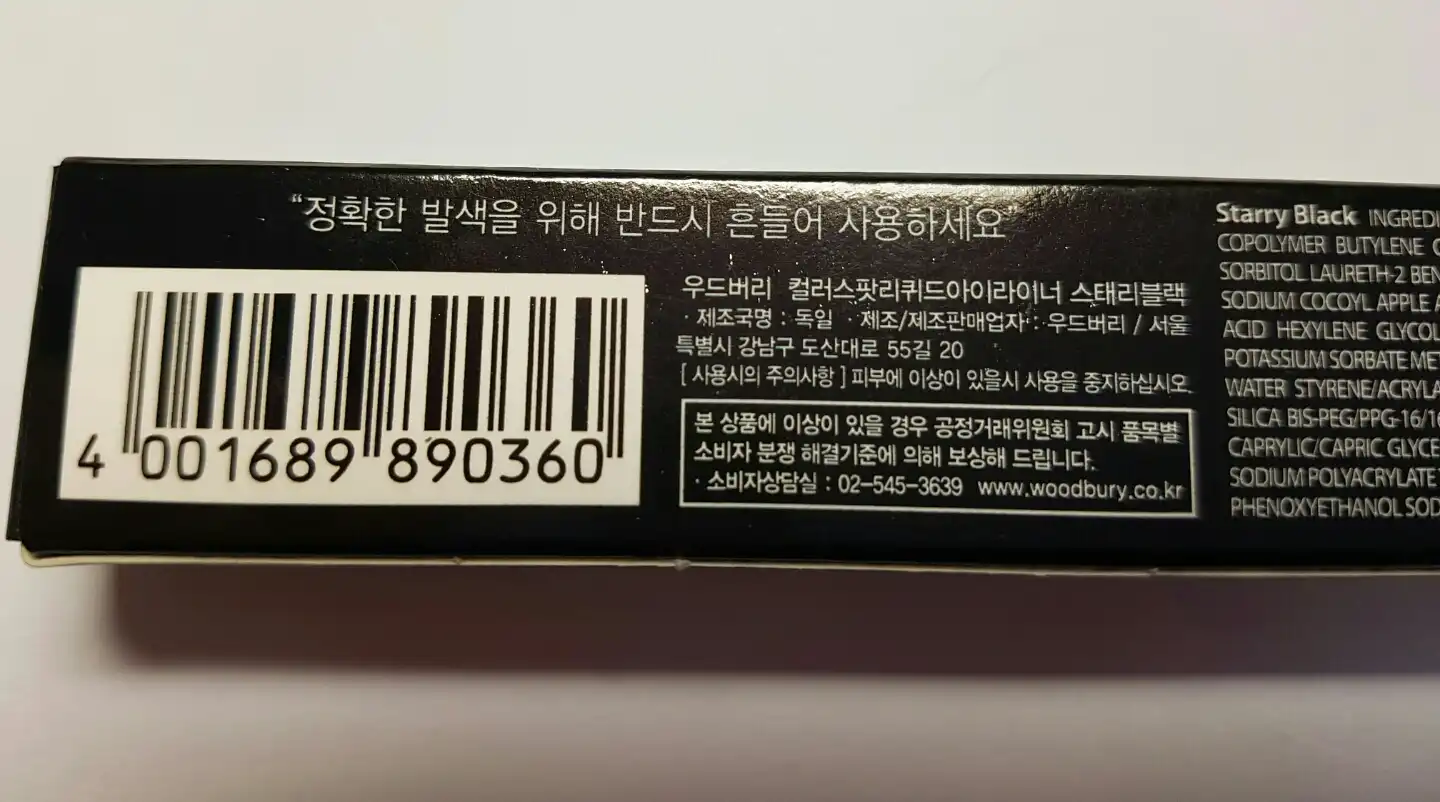 “정확한 발색을 위해 반드시 흔들어 사용하세요”
4 001689 890360
우드버리 컬러스팟리퀴드아이라이너 스태리블랙
· 제조국명 : 독일 · 제조/제조판매업자 : 우드버리 / 서울
특별시 강남구 도산대로 55길 20
[ 사용시의 주의사항 ] 피부에 이상이 있을시 사용을 중지하십시오.
본 상품에 이상이 있을 경우 공정거래위원회 고시 품목별
소비자 분쟁 해결기준에 의해 보상해 드립니다.
· 소비자상담실 : 02-545-3639 www.woodbury.co.kr
Starry Black
COPOLYMER BUTYLENE
SORBITOL LAURETH-2
SODIUM COCOYL APPLE
ACID HEXYLENE
POTASSIUM SORBATE
WATER
SILICA
CAPRYLIC/CAPRIC
SODIUM POLYACRYLATE
PHENOXYETHANOL